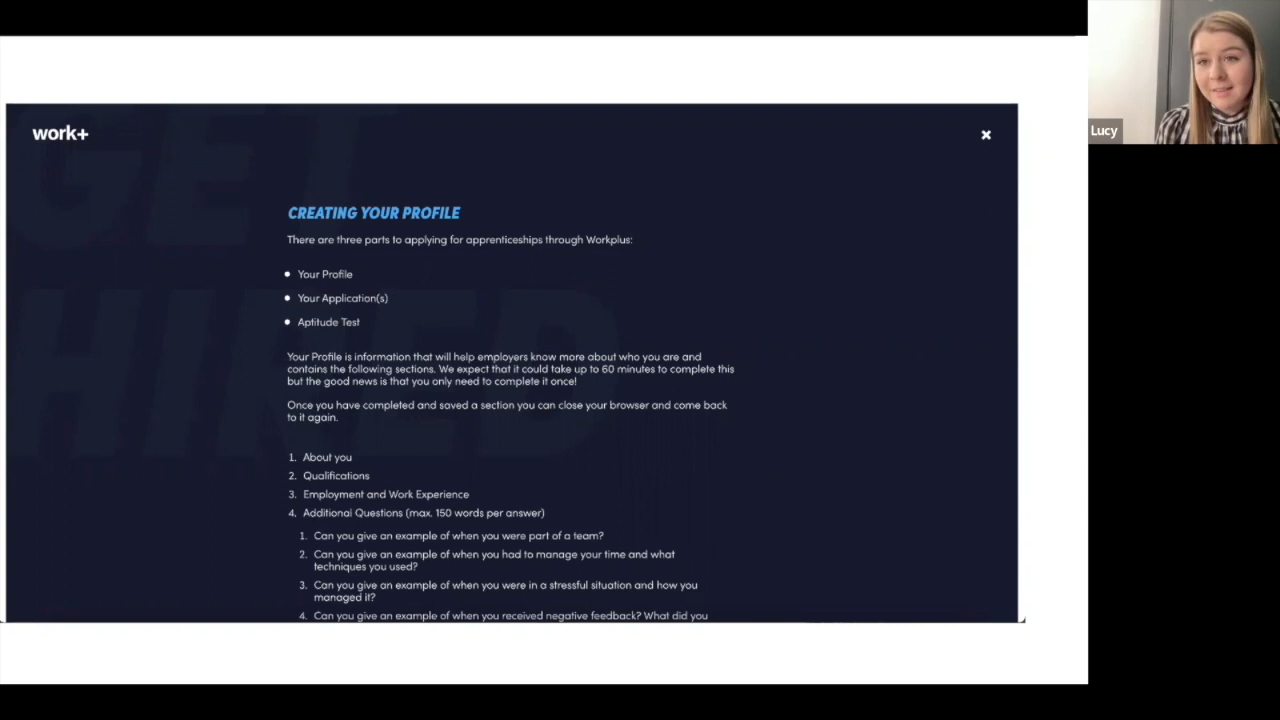 work+
Lucy
CREATING YOUR PROFILE
There are three parts to applying for apprenticeships through Workplus:
Your Profile
Your Application(s)
Aptitude Test
Your Profile is information that will help employers know more about who you are and
contains the following sections. We expect that it could take up to 60 minutes to complete this
but the good news is that you only need to complete it once!
Once you have completed and saved a section you can close your browser and come back
to it again.
1. About you
2. Qualifications
3. Employment and Work Experience
4. Additional Questions (max. 150 words per answer)
1. Can you give an example of when you were part of a team?
2. Can you give an example of when you had to manage your time and what
techniques you used?
3. Can you give an example of when you were in a stressful situation and how you
managed it?
4. Can you give an example of when you received negative feedback? What did you
GET
HIRED